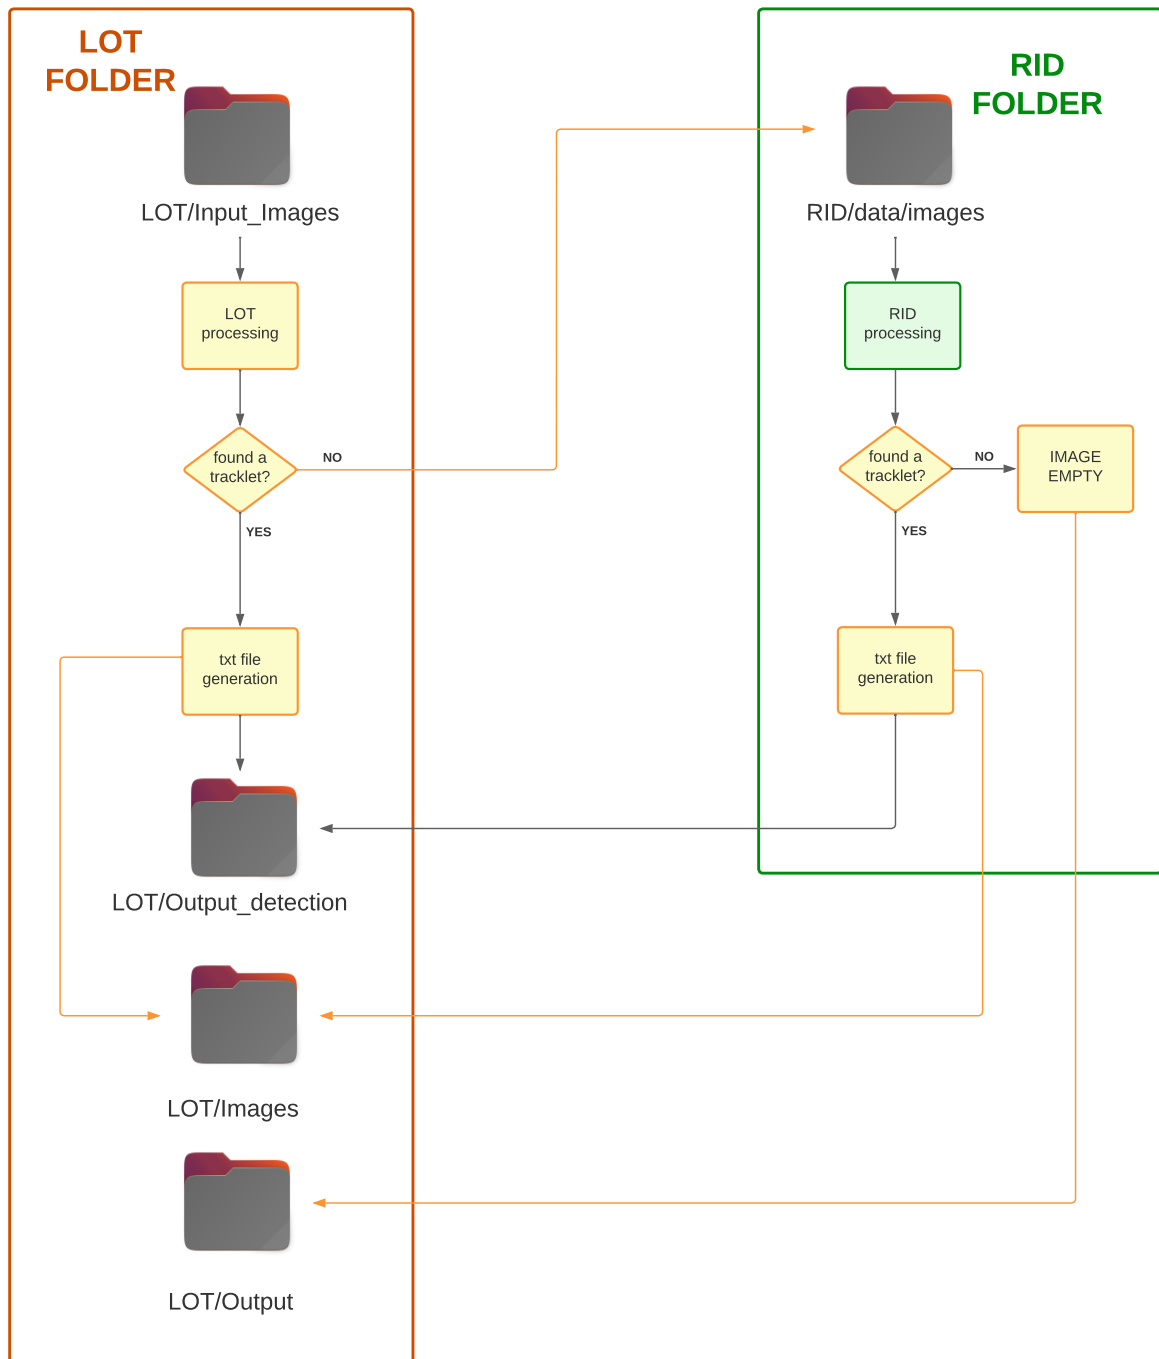 LOT
FOLDER
LOT/Input_Images
LOT
processing
found a
tracklet?
NO
YES
txt file
generation
LOT/Output_detection
LOT/Images
LOT/Output
RID
FOLDER
RID/data/images
RID
processing
found a
tracklet?
NO
IMAGE
EMPTY
YES
txt file
generation